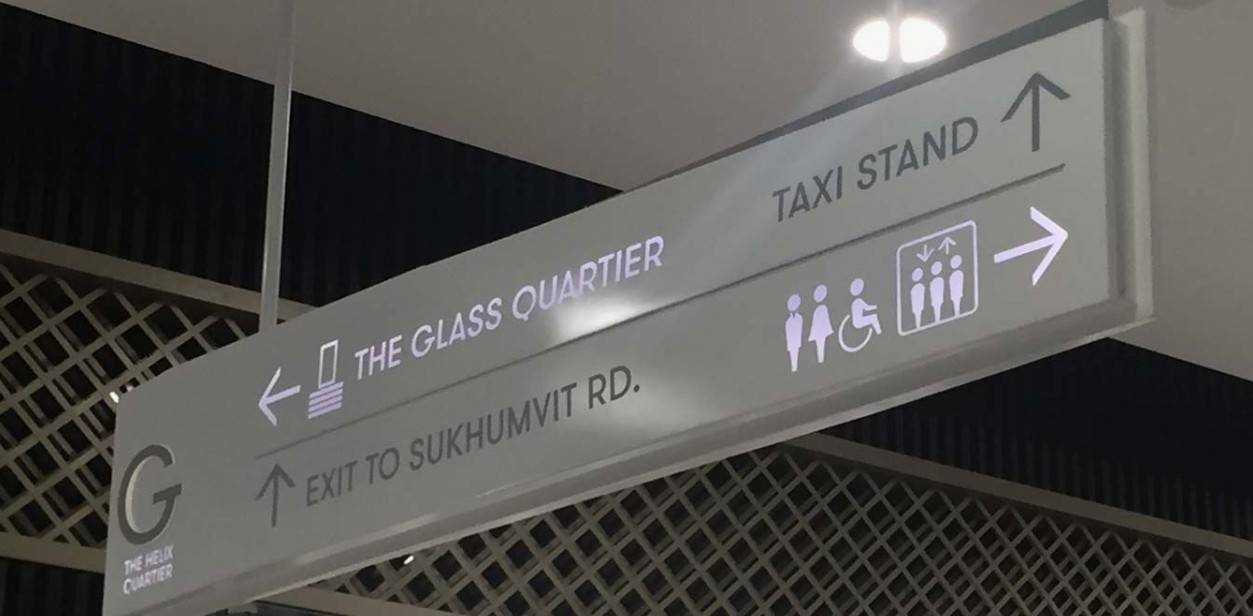 THE GLASS QUARTIER
TAXI STAND
EXIT TO SUKHUMVIT RD.
G
THE HELIX
QUARTIER